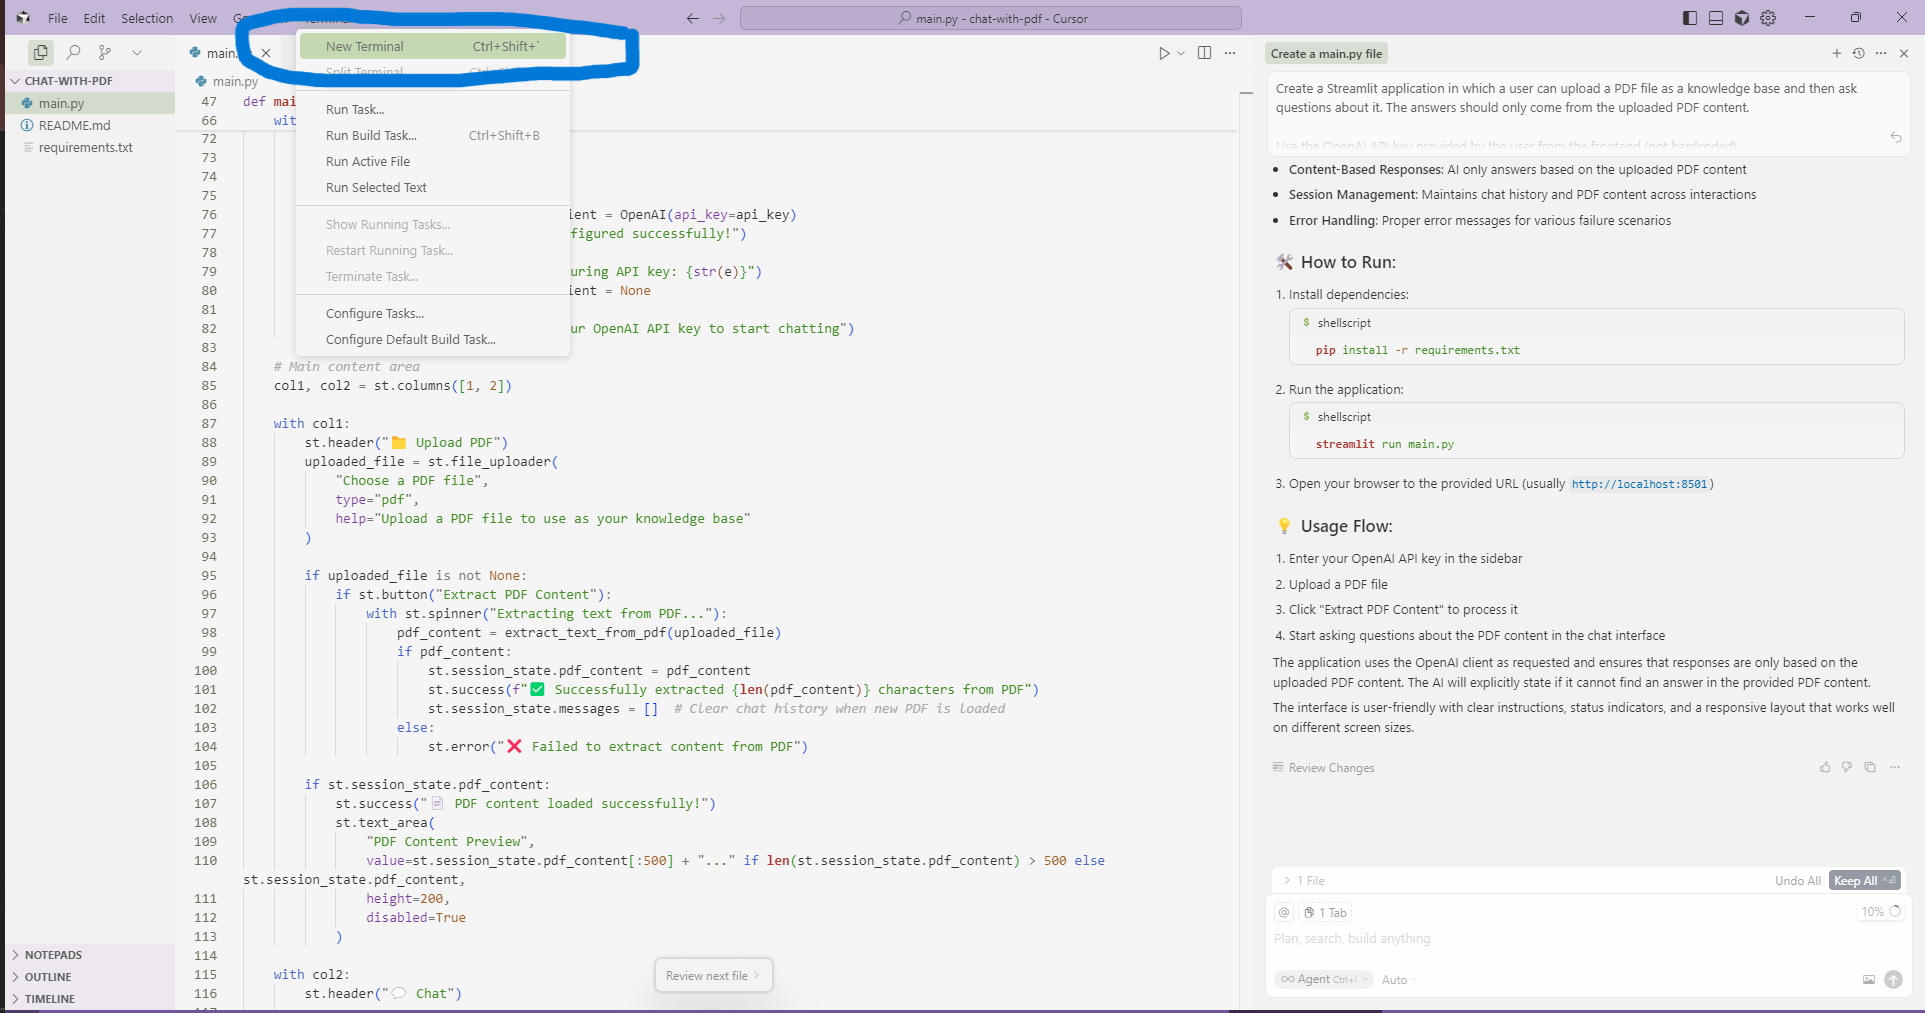 File Edit Selection View
main.py - chat-with-pdf - Cursor
CHAT-WITH-PDF
main.py
README.md
requirements.txt
NOTEPADS
OUTLINE
TIMELINE
main.py
New Terminal Ctrl+Shift+`
Split Terminal
Run Task...
Run Build Task... Ctrl+Shift+B
Run Active File
Run Selected Text
Show Running Tasks...
Restart Running Task...
Terminate Task...
Configure Tasks...
Configure Default Build Task...
47 def mai
66 wit
72
73
74
75
76 ient = OpenAI(api_key=api_key)
77 figured successfully!")
78
79 uring API key: {str(e)}")
80 ient = None
81
82 ur OpenAI API key to start chatting")
83
84 # Main content area
85 col1, col2 = st.columns([1, 2])
86
87 with col1:
88 st.header("📁 Upload PDF")
89 uploaded_file = st.file_uploader(
90 "Choose a PDF file",
91 type="pdf",
92 help="Upload a PDF file to use as your knowledge base"
93 )
94
95 if uploaded_file is not None:
96 if st.button("Extract PDF Content"):
97 with st.spinner("Extracting text from PDF..."):
98 pdf_content = extract_text_from_pdf(uploaded_file)
99 if pdf_content:
100 st.session_state.pdf_content = pdf_content
101 st.success(f"✅ Successfully extracted {len(pdf_content)} characters from PDF")
102 st.session_state.messages = [] # Clear chat history when new PDF is loaded
103 else:
104 st.error("❌ Failed to extract content from PDF")
105
106 if st.session_state.pdf_content:
107 st.success("📄 PDF content loaded successfully!")
108 st.text_area(
109 "PDF Content Preview",
110 value=st.session_state.pdf_content[:500] + "..." if len(st.session_state.pdf_content) > 500 else
st.session_state.pdf_content,
111 height=200,
112 disabled=True
113 )
114
115 with col2:
116 st.header("💬 Chat")
117
Review next file
Create a main.py file
Create a Streamlit application in which a user can upload a PDF file as a knowledge base and then ask
questions about it. The answers should only come from the uploaded PDF content.
Use the OpenAI API key provided by the user from the frontend (not hardcoded)
• Content-Based Responses: AI only answers based on the uploaded PDF content
• Session Management: Maintains chat history and PDF content across interactions
• Error Handling: Proper error messages for various failure scenarios
🛠️ How to Run:
1. Install dependencies:
$ shellscript
pip install -r requirements.txt
2. Run the application:
$ shellscript
streamlit run main.py
3. Open your browser to the provided URL (usually http://localhost:8501)
💡 Usage Flow:
1. Enter your OpenAI API key in the sidebar
2. Upload a PDF file
3. Click "Extract PDF Content" to process it
4. Start asking questions about the PDF content in the chat interface
The application uses the OpenAI client as requested and ensures that responses are only based on the
uploaded PDF content. The AI will explicitly state if it cannot find an answer in the provided PDF content.
The interface is user-friendly with clear instructions, status indicators, and a responsive layout that works well
on different screen sizes.
Review Changes
1 File Undo All Keep All
@ 1 Tab 10%
Plan, search, build anything
Agent Ctrl+I Auto